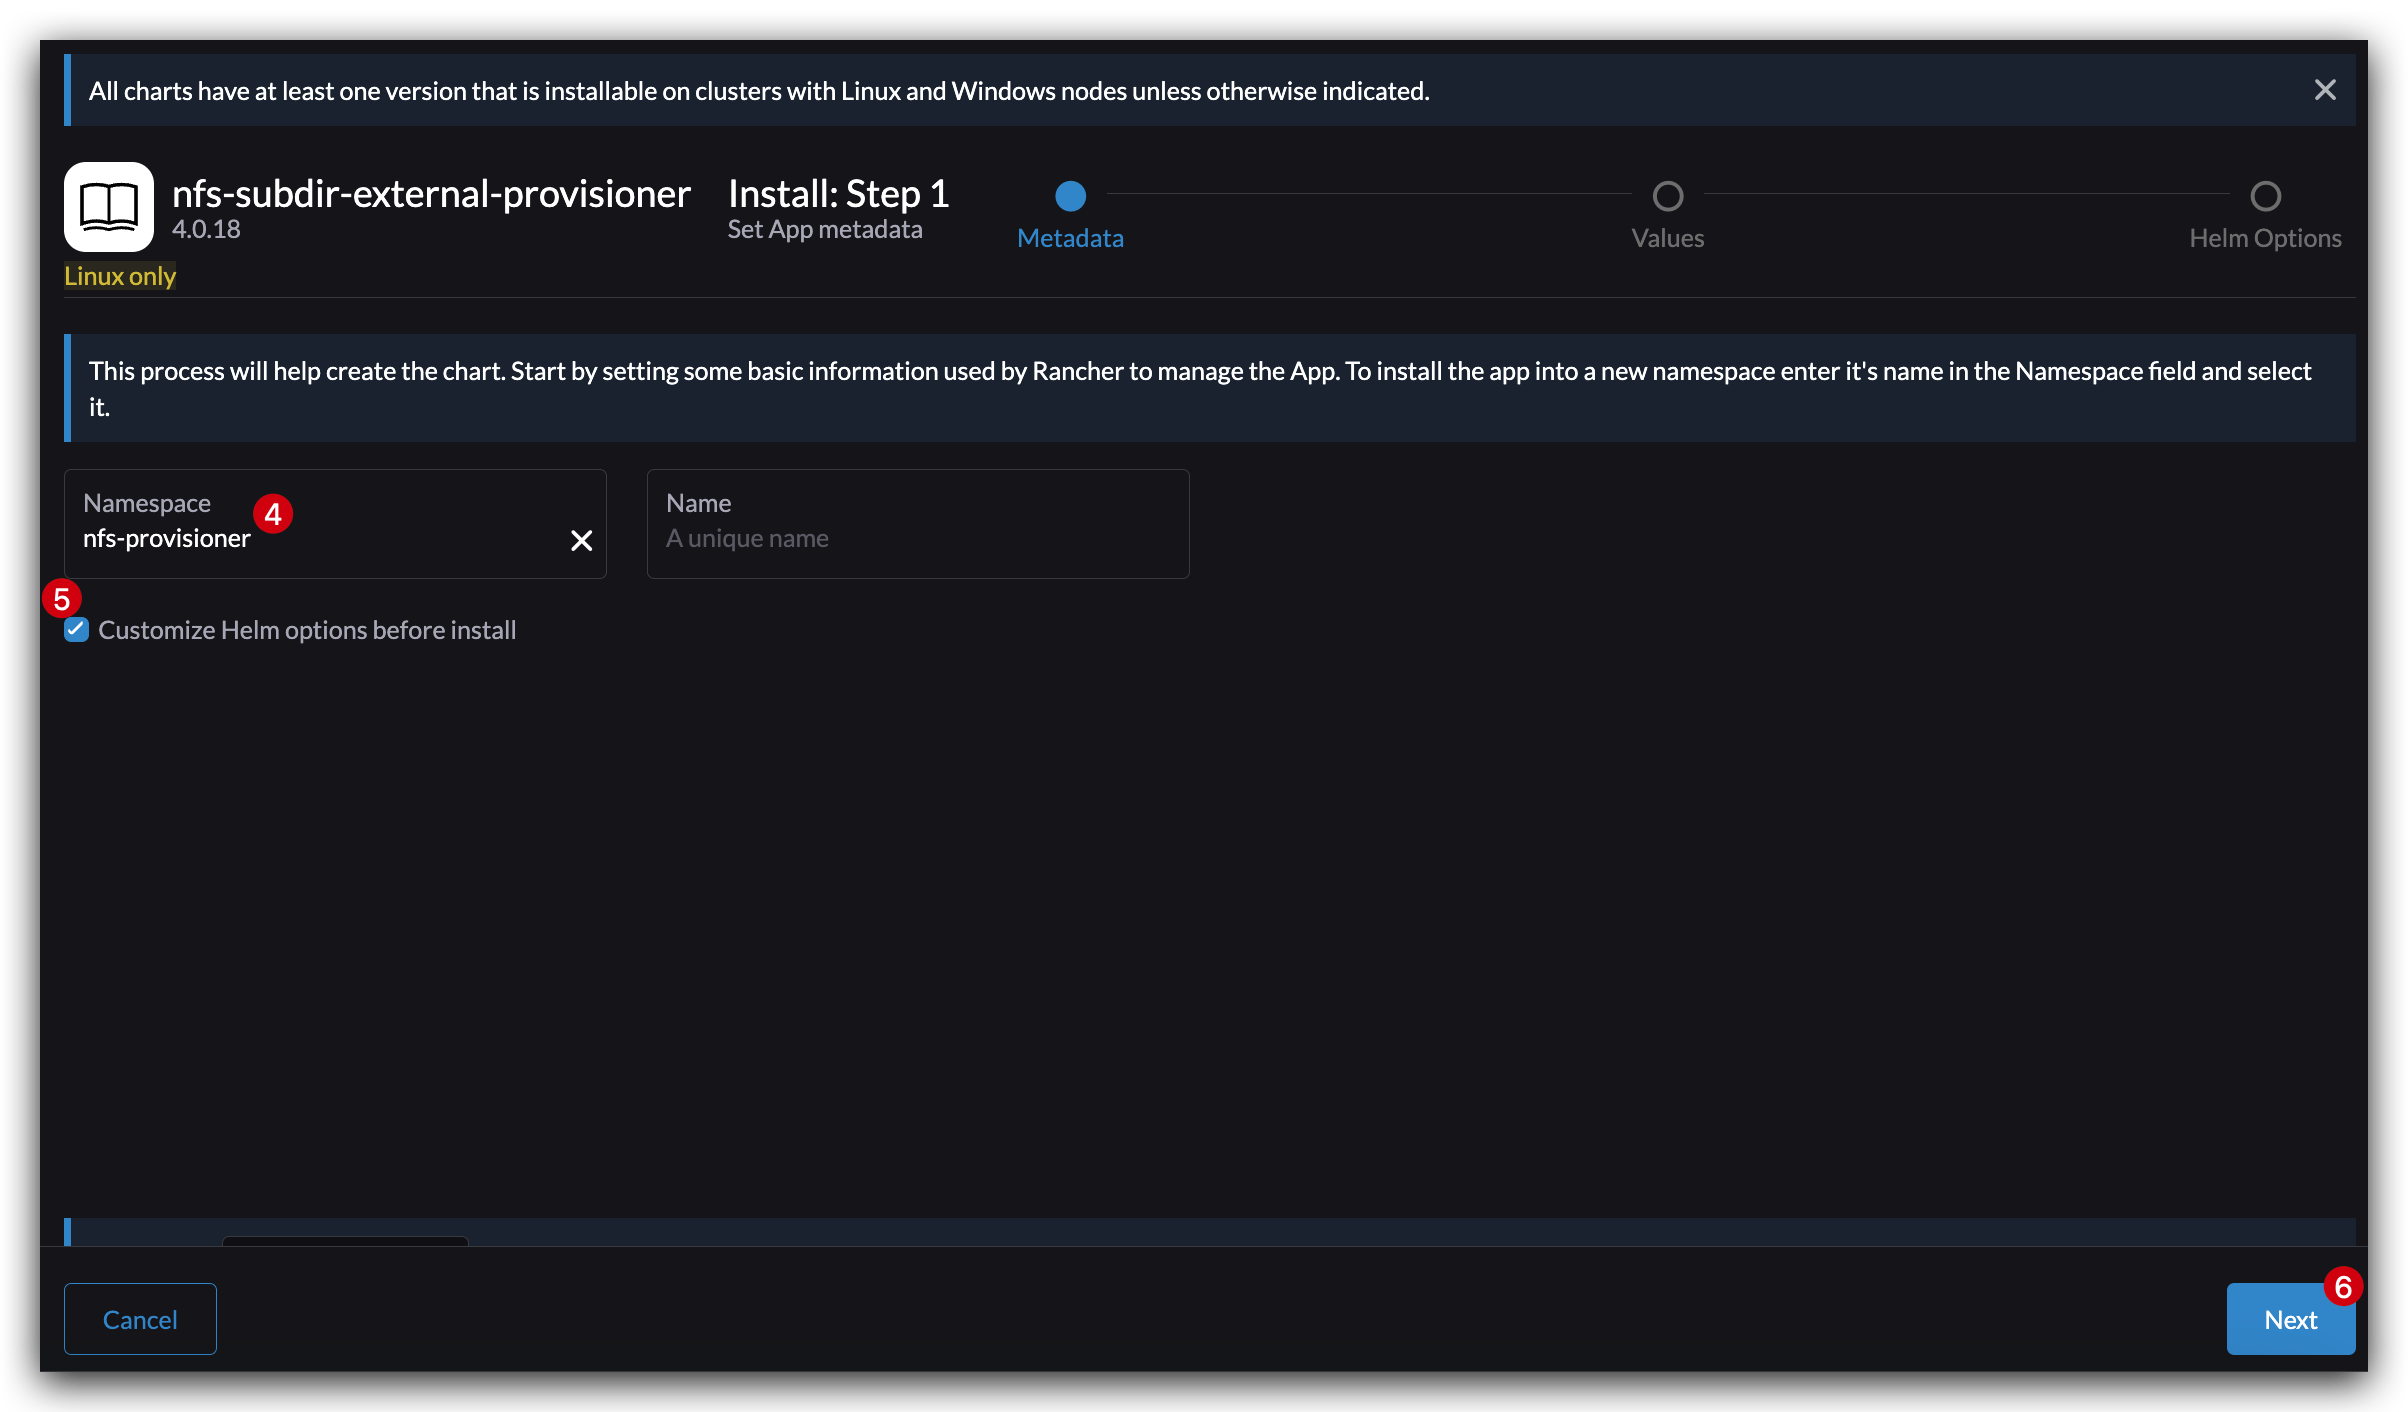 All charts have at least one version that is installable on clusters with Linux and Windows nodes unless otherwise indicated.
nfs-subdir-external-provisioner
4.0.18
Linux only
Install: Step 1
Set App metadata
Metadata
Values
Helm Options
This process will help create the chart. Start by setting some basic information used by Rancher to manage the App. To install the app into a new namespace enter it's name in the Namespace field and select
it.
Namespace
nfs-provisioner
4
Name
A unique name
5
Customize Helm options before install
Cancel
Next
6